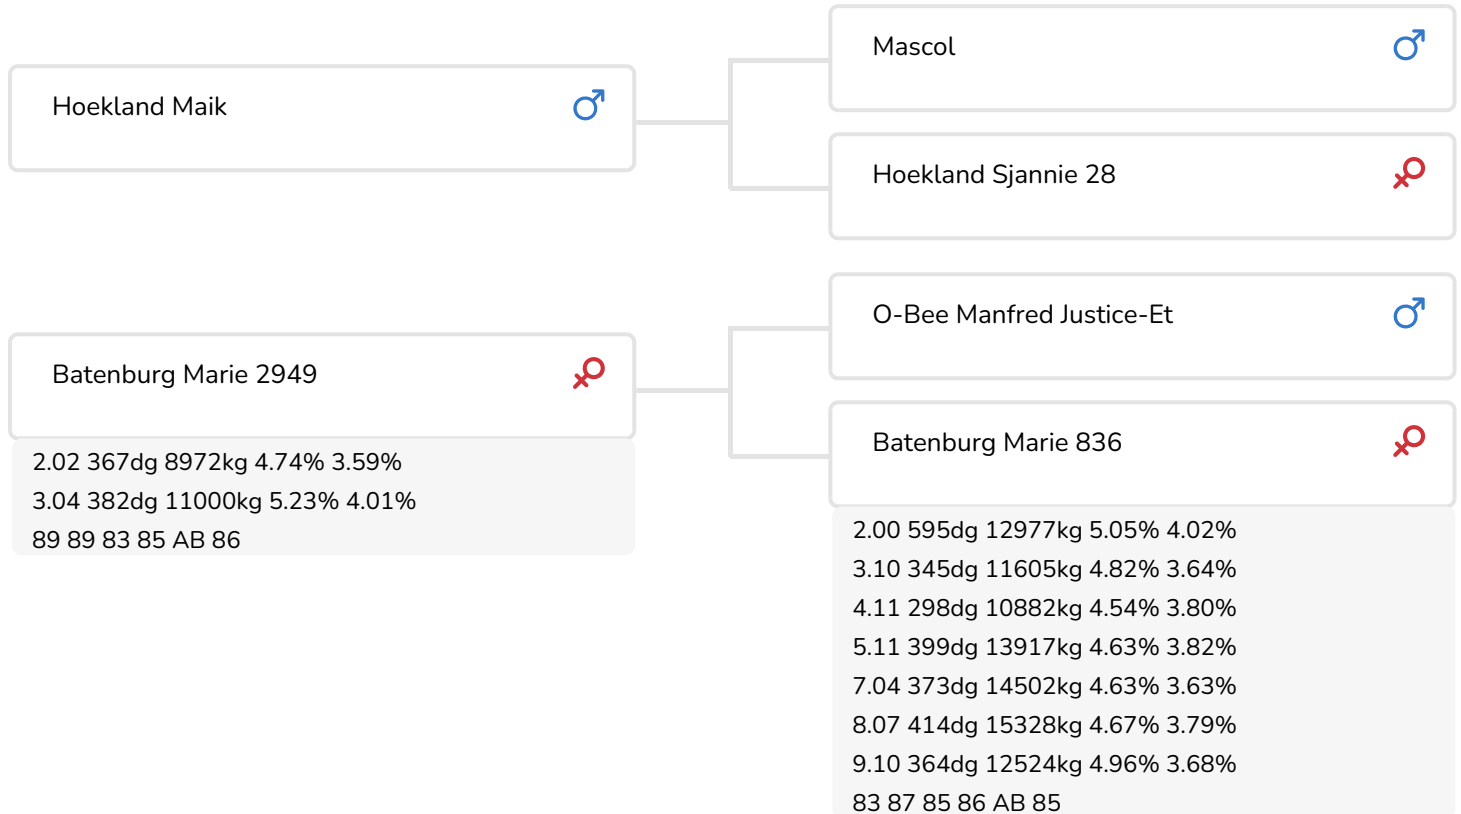 Hoekland Maik
Mascol
Hoekland Sjannie 28
Batenburg Marie 2949
2.02 367dg 8972kg 4.74% 3.59%
3.04 382dg 11000kg 5.23% 4.01%
89 89 83 85 AB 86
O-Bee Manfred Justice-Et
Batenburg Marie 836
2.00 595dg 12977kg 5.05% 4.02%
3.10 345dg 11605kg 4.82% 3.64%
4.11 298dg 10882kg 4.54% 3.80%
5.11 399dg 13917kg 4.63% 3.82%
7.04 373dg 14502kg 4.63% 3.63%
8.07 414dg 15328kg 4.67% 3.79%
9.10 364dg 12524kg 4.96% 3.68%
83 87 85 86 AB 85